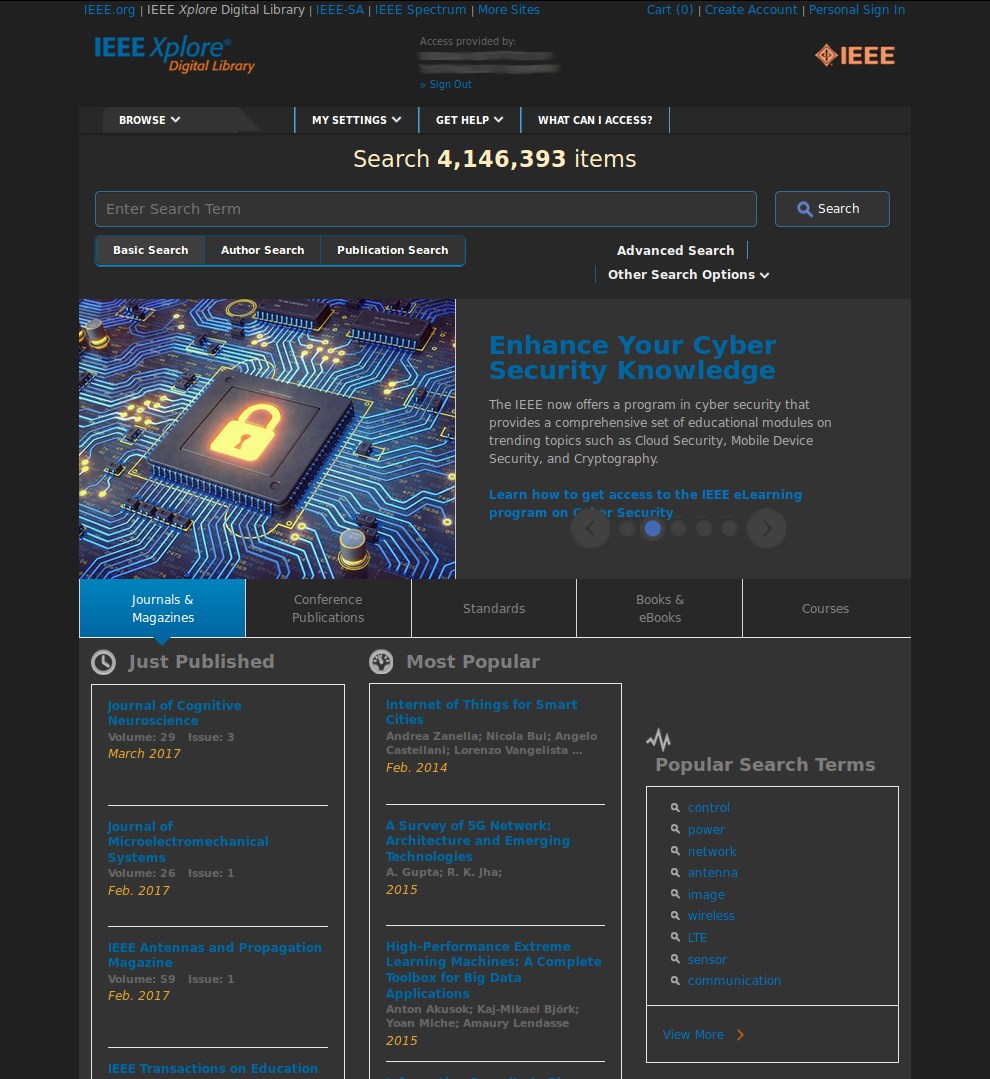 IEEE.org | IEEE Xplore Digital Library | IEEE-SA | IEEE Spectrum | More Sites
Cart (0) | Create Account | Personal Sign In
IEEE Xplore®
Digital Library
Access provided by:
» Sign Out
IEEE
BROWSE
MY SETTINGS
GET HELP
WHAT CAN I ACCESS?
Search 4,146,393 items
Enter Search Term
Search
Basic Search
Author Search
Publication Search
Advanced Search
Other Search Options
Enhance Your Cyber
Security Knowledge
The IEEE now offers a program in cyber security that
provides a comprehensive set of educational modules on
trending topics such as Cloud Security, Mobile Device
Security, and Cryptography.
Learn how to get access to the IEEE eLearning
program on Cyber Security
Journals &
Magazines
Conference
Publications
Standards
Books &
eBooks
Courses
Just Published
Journal of Cognitive
Neuroscience
Volume: 29 Issue: 3
March 2017
Journal of
Microelectromechanical
Systems
Volume: 26 Issue: 1
Feb. 2017
IEEE Antennas and Propagation
Magazine
Volume: 59 Issue: 1
Feb. 2017
IEEE Transactions on Education
Most Popular
Internet of Things for Smart
Cities
Andrea Zanella; Nicola Bui; Angelo
Castellani; Lorenzo Vangelista ...
Feb. 2014
A Survey of 5G Network:
Architecture and Emerging
Technologies
A. Gupta; R. K. Jha;
2015
High-Performance Extreme
Learning Machines: A Complete
Toolbox for Big Data
Applications
Anton Akusok; Kaj-Mikael Björk;
Yoan Miche; Amaury Lendasse
2015
Popular Search Terms
control
power
network
antenna
image
wireless
LTE
sensor
communication
View More